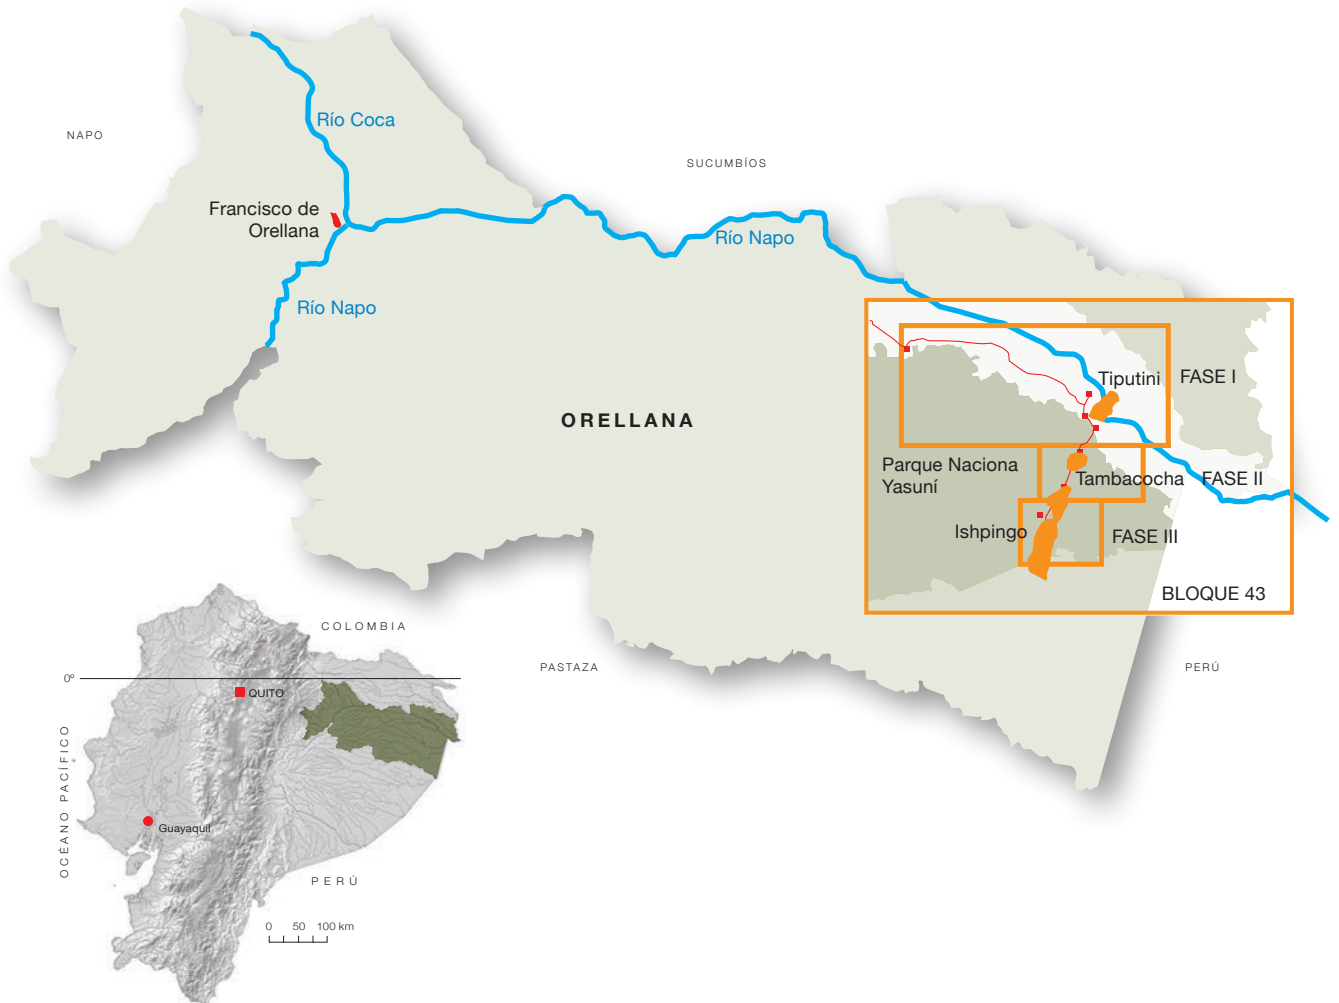 Río Coca
NAPO
SUCUMBÍOS
Francisco de
Orellana
Río Napo
Río Napo
Tiputini
FASE I
ORELLANA
Parque Naciona
Yasuní
Tambacocha
FASE II
Ishpingo
FASE III
BLOQUE 43
COLOMBIA
PASTAZA
PERÚ
0º
QUITO
OCÉANO PACÍFICO
Guayaquil
PERÚ
0 50 100 km